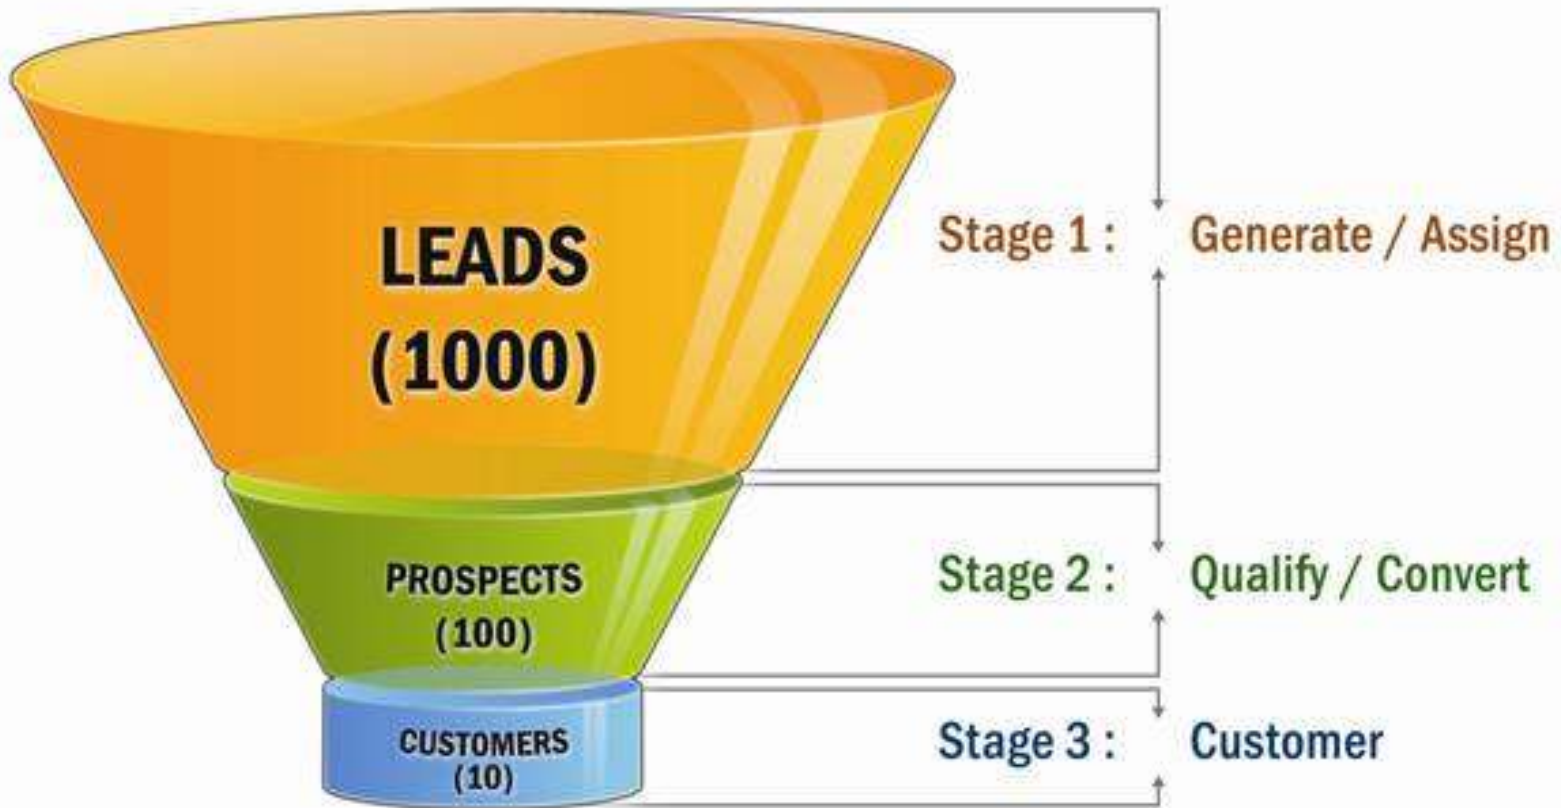 LEADS
(1000)
Stage 1 : Generate / Assign
PROSPECTS
(100)
Stage 2 : Qualify / Convert
CUSTOMERS
(10)
Stage 3 : Customer